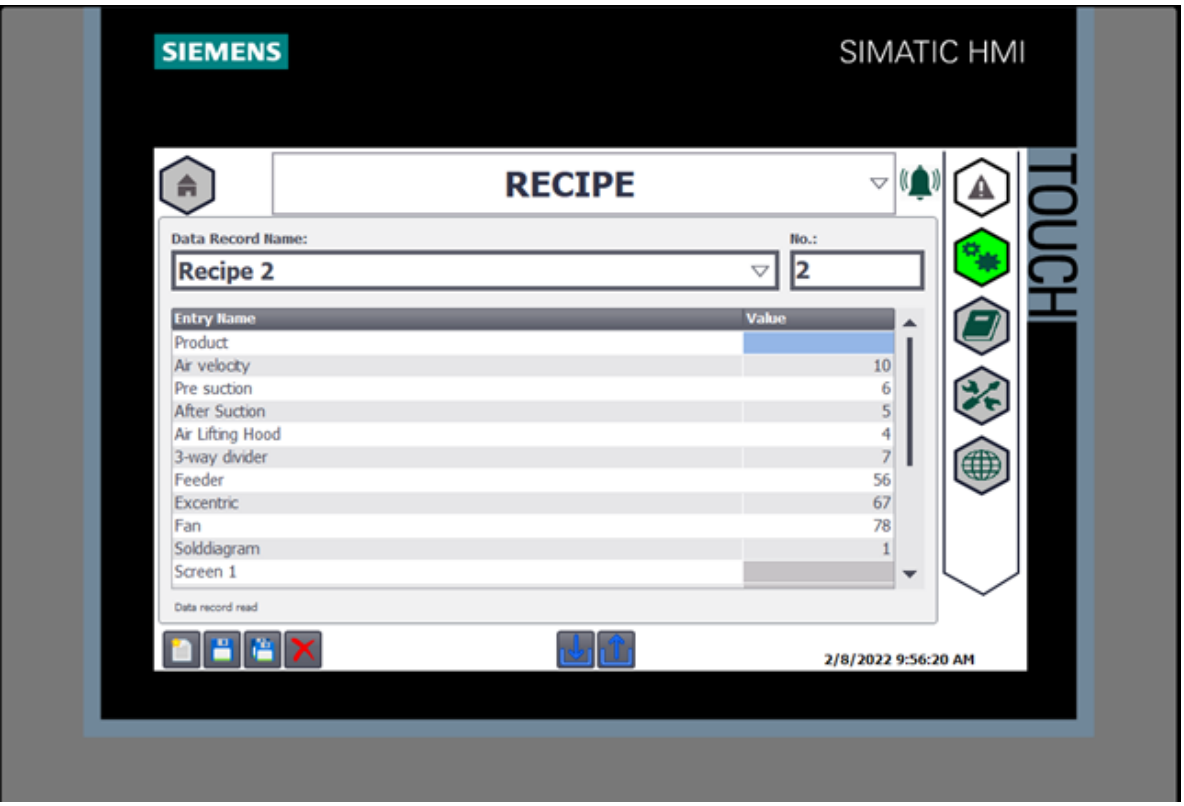 SIEMENS
SIMATIC HMI
TOUCH
RECIPE
Data Record Name:
No.:
Recipe 2
2
Entry Name Value
Product
Air velocity 10
Pre suction 6
After Suction 5
Air Lifting Hood 4
3-way divider 7
Feeder 56
Excentric 67
Fan 78
Solddiagram 1
Screen 1
Data record read
2/8/2022 9:56:20 AM